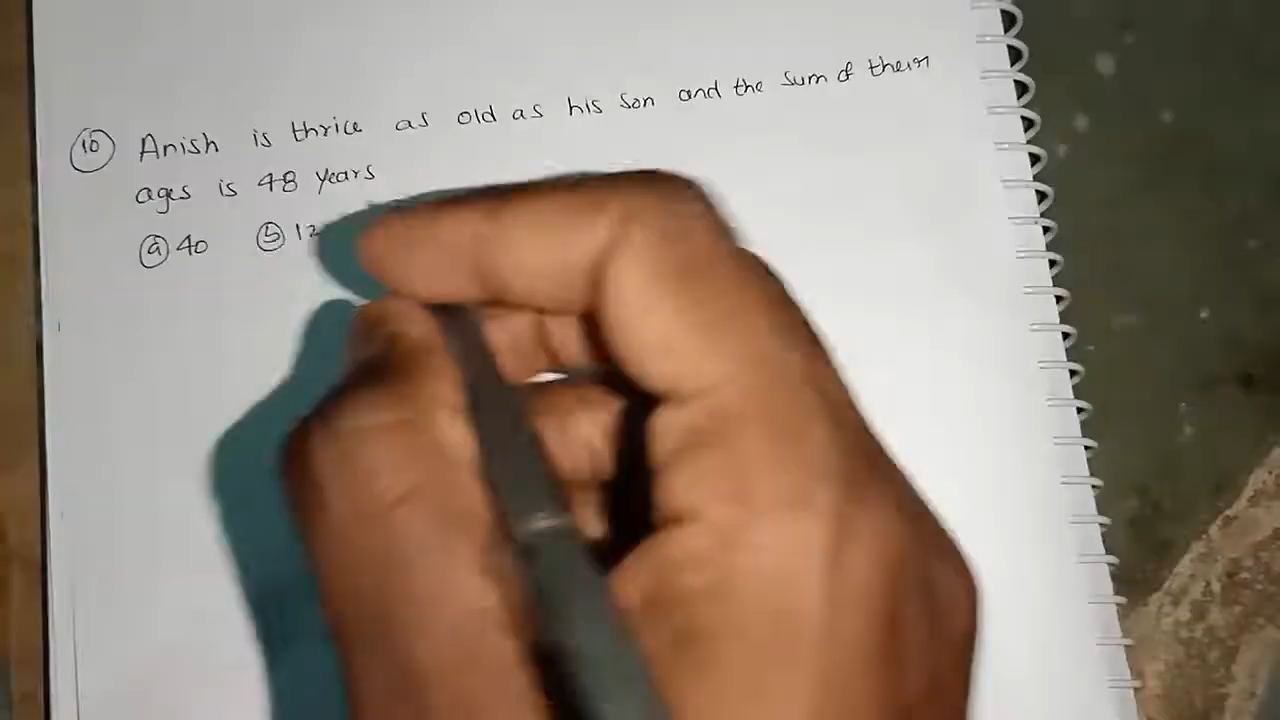 10 Anish is thrice as old as his son and the sum of their
ages is 48 years
a 40 b 12